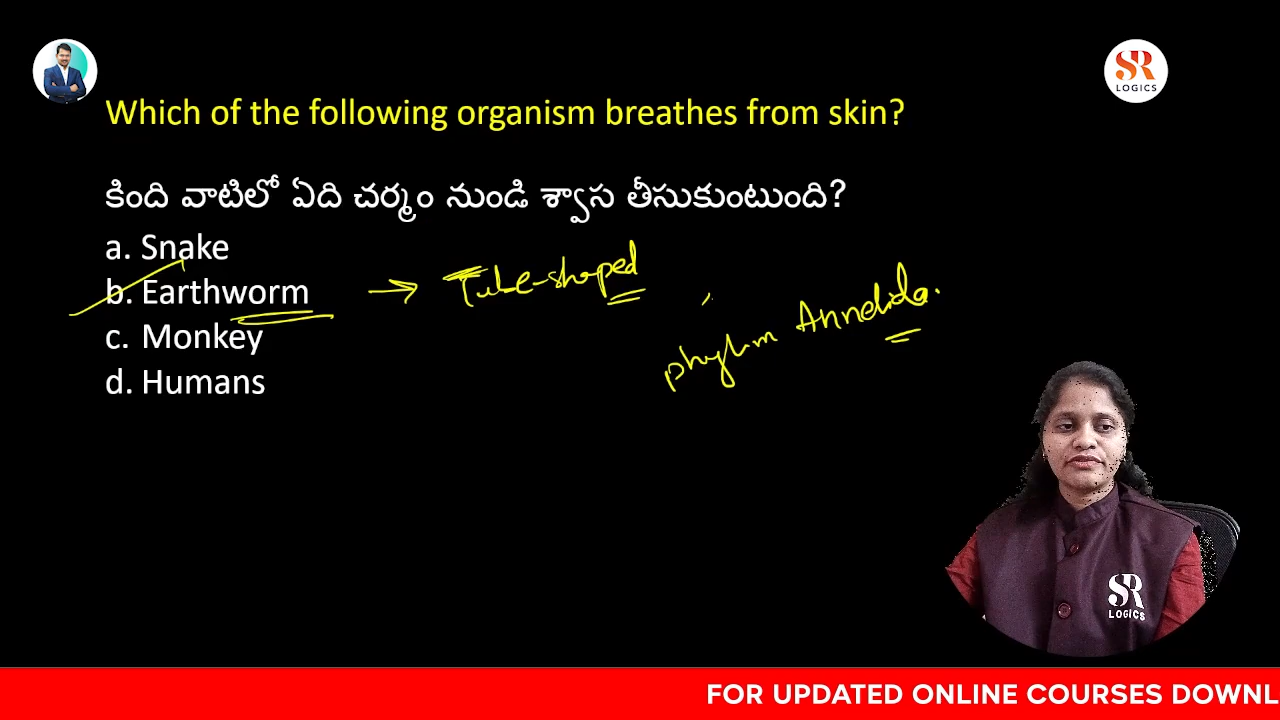 SR
LOGICS
Which of the following organism breathes from skin?
కింది వాటిలో ఏది చర్మం నుండి శ్వాస తీసుకుంటుంది?
a. Snake
b. Earthworm → Tube-shaped
phylum Annelida.
c. Monkey
d. Humans
SR
LOGICS
FOR UPDATED ONLINE COURSES DOWNL